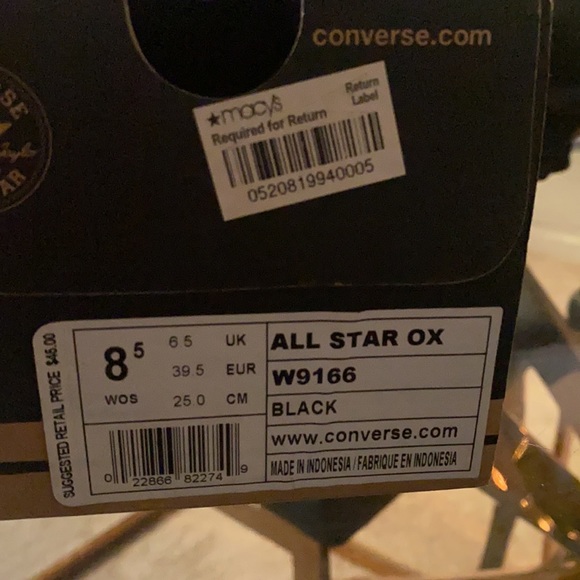 converse.com
SE
AR
★macy's
Return
Label
Required for Return
0520819940005
SUGGESTED RETAIL PRICE $45.00
8 5
WOS
6 5 UK
39.5 EUR
25.0 CM
ALL STAR OX
W9166
BLACK
www.converse.com
MADE IN INDONESIA / FABRIQUE EN INDONESIA
0 22866 82274 9